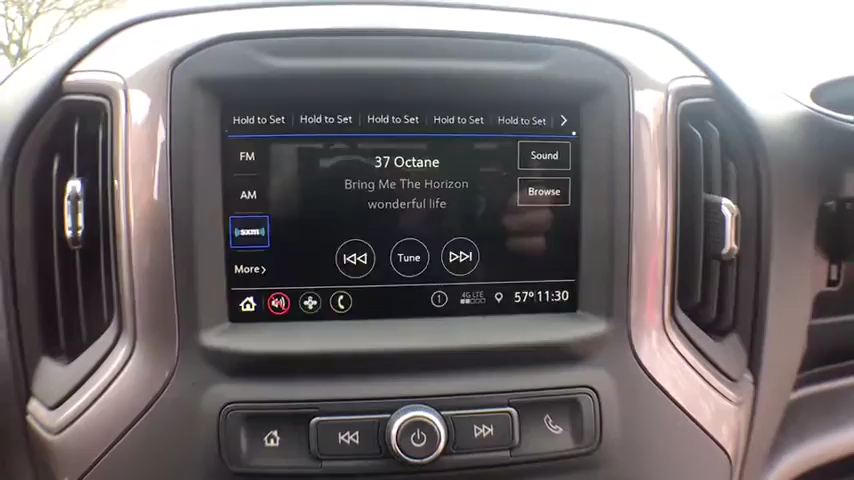 Hold to Set Hold to Set Hold to Set Hold to Set Hold to Set
FM
37 Octane
Sound
AM
Bring Me The Horizon
Browse
wonderful life
sxm
Tune
More
4G LTE
57° 11:30